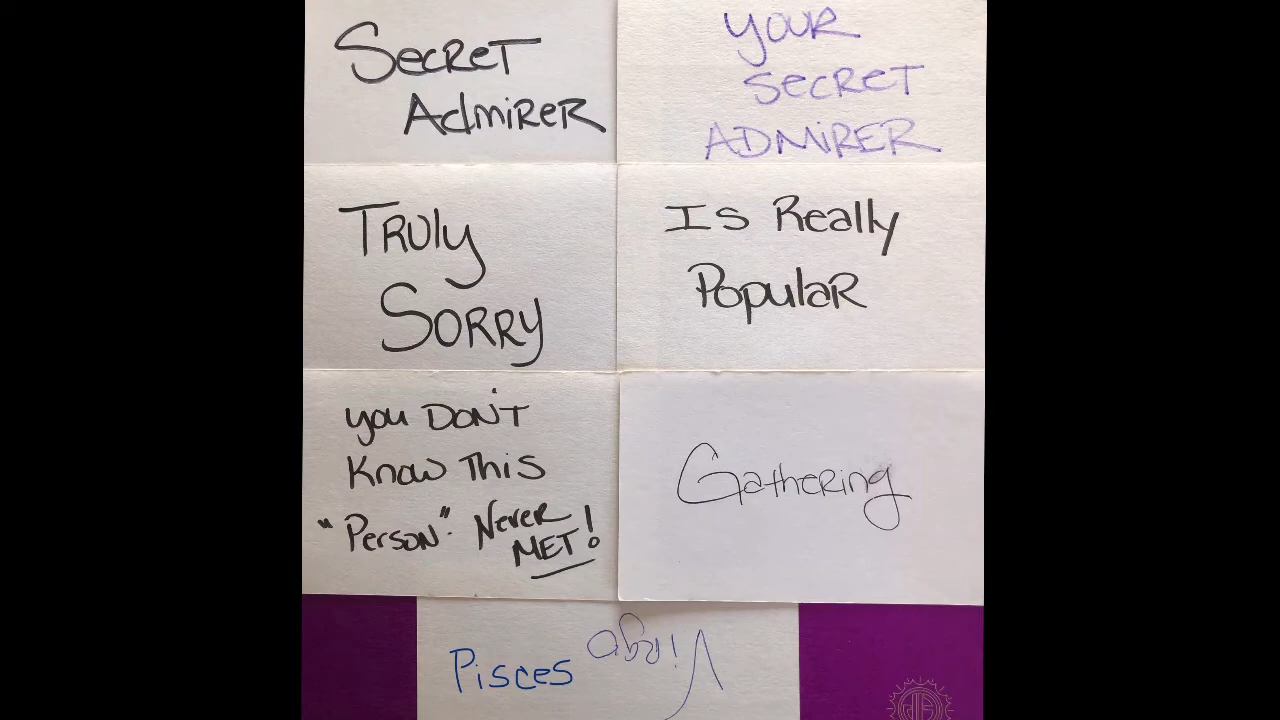 Secret
Admirer
Your
Secret
Admirer
Truly
Sorry
Is Really
Popular
You Don't
Know This
"Person". Never
Met!
Gathering
Pisces
Virgo